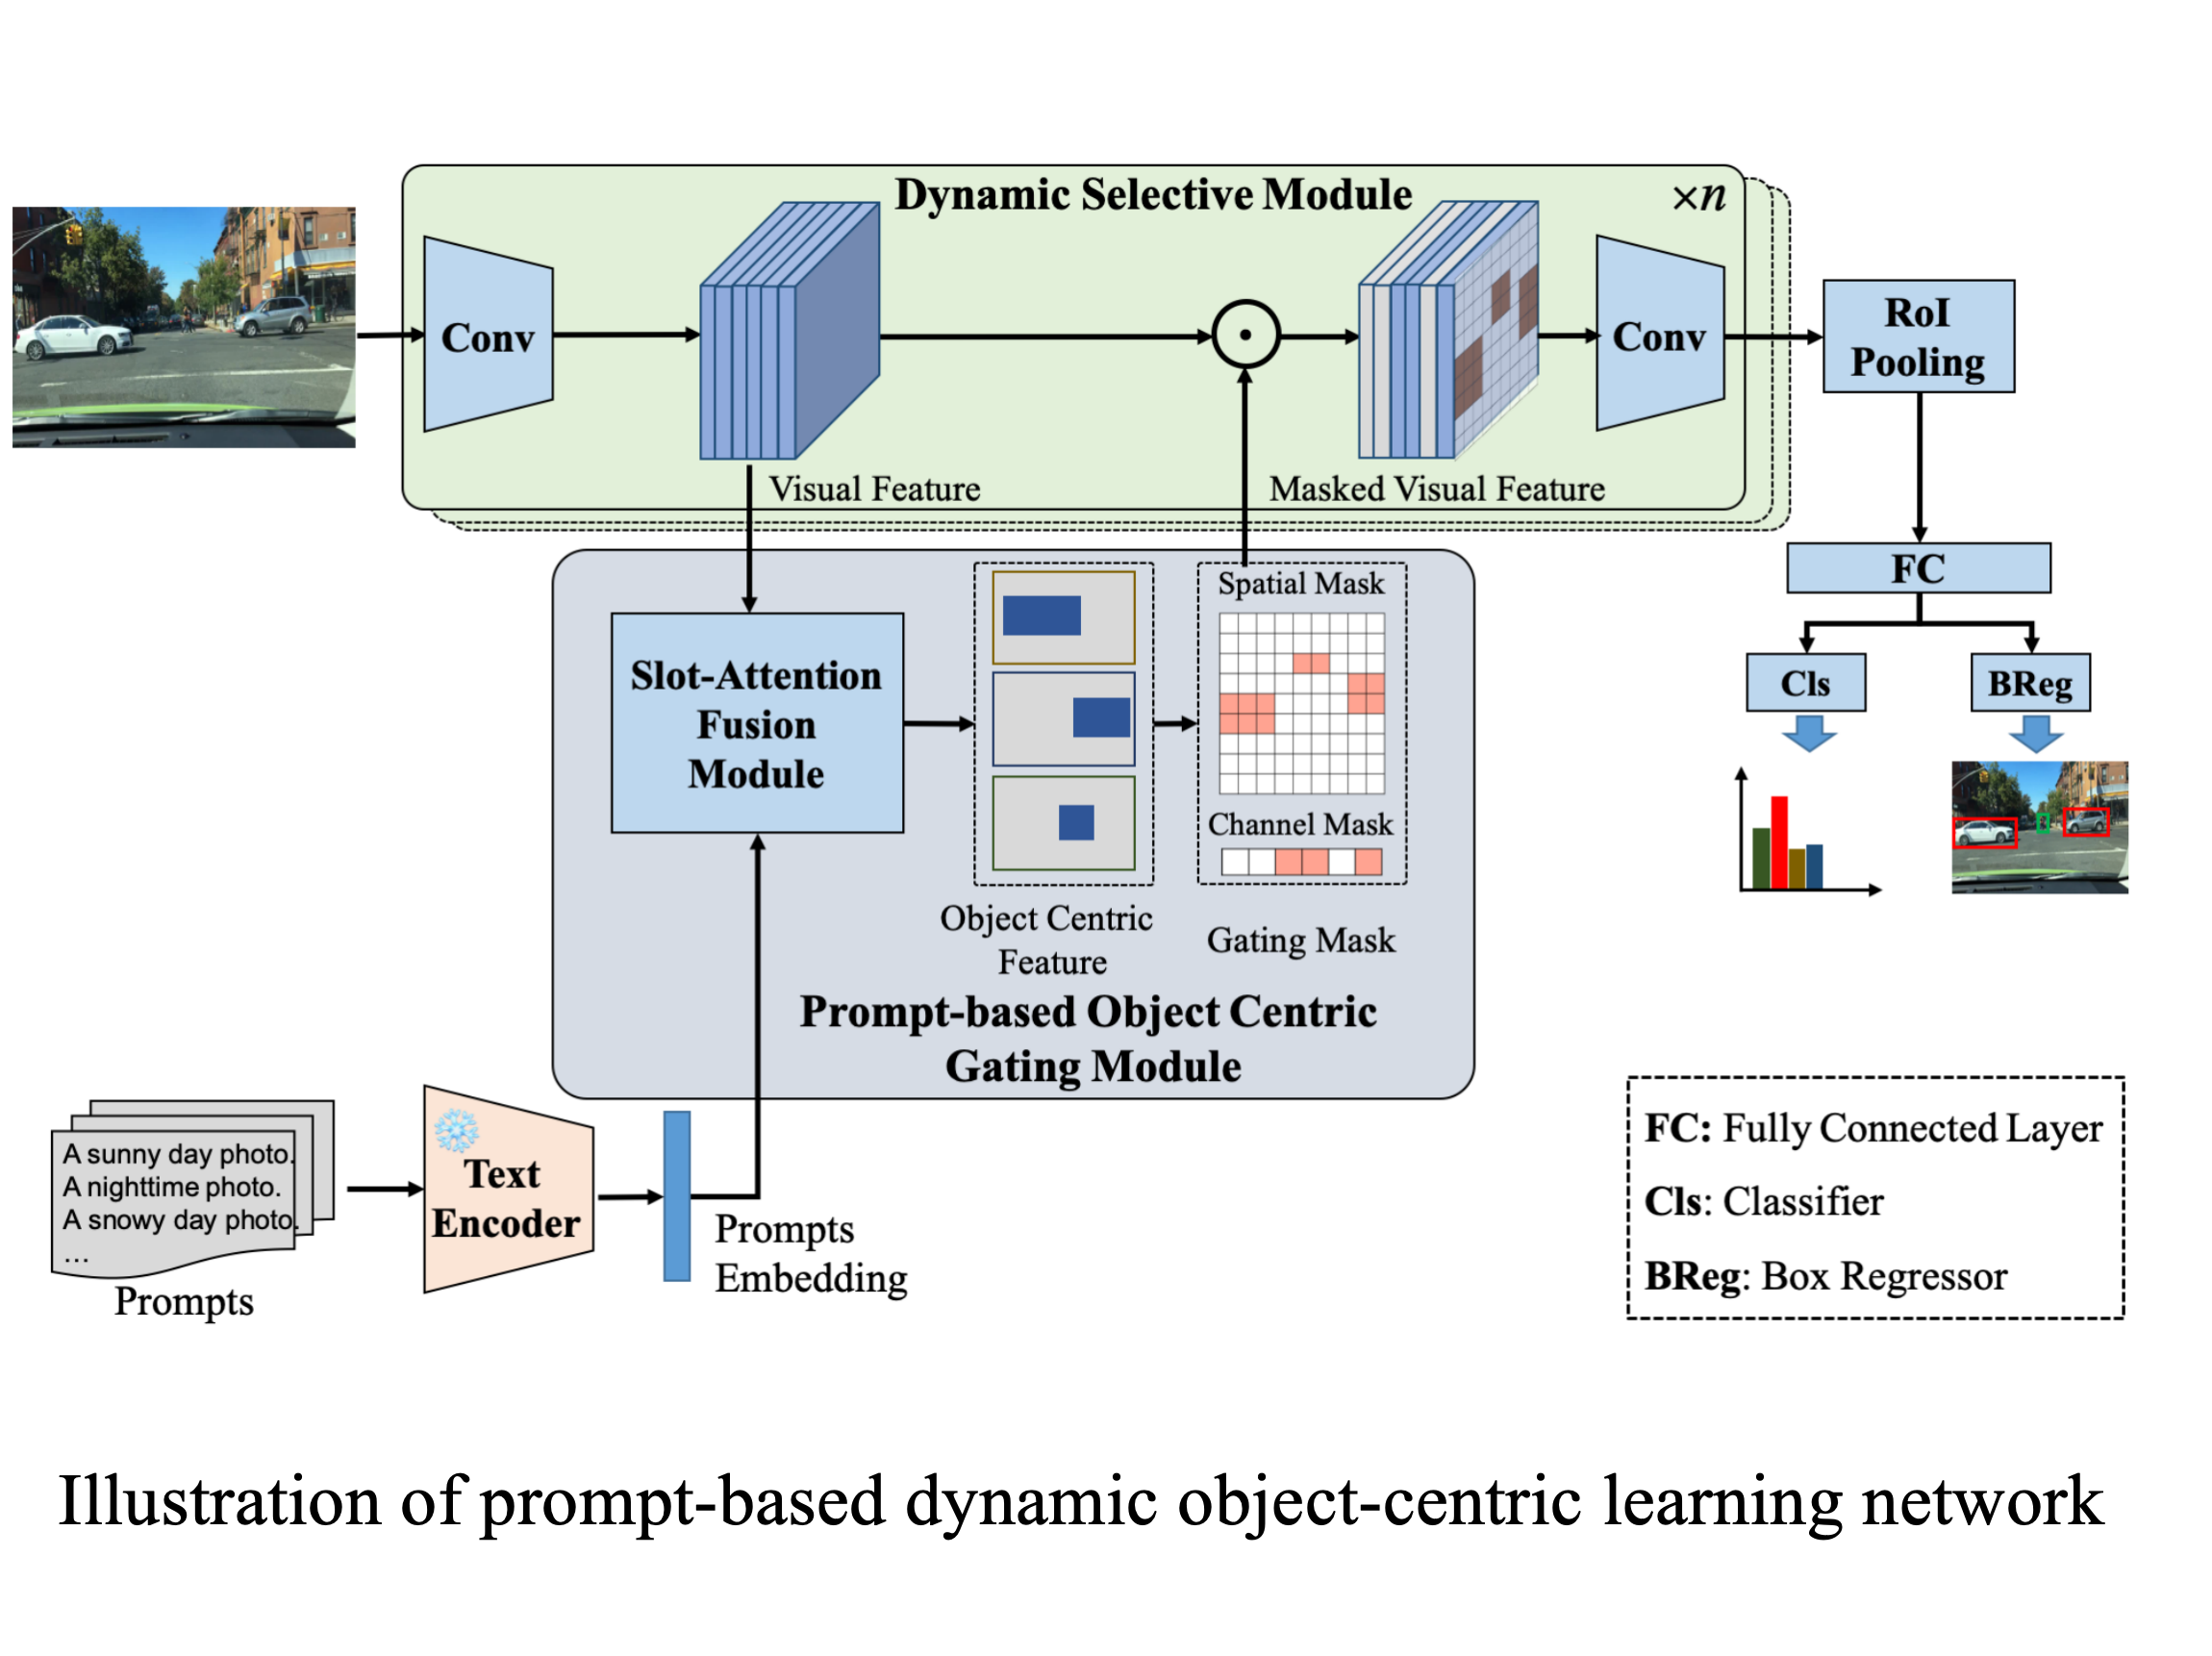 Dynamic Selective Module
×n
Conv
Conv
RoI
Pooling
Visual Feature
Masked Visual Feature
FC
Cls
BReg
Slot-Attention
Fusion
Module
Spatial Mask
Channel Mask
Object Centric
Feature
Gating Mask
Prompt-based Object Centric
Gating Module
A sunny day photo.
A nighttime photo.
A snowy day photo.
...
Prompts
Text
Encoder
Prompts
Embedding
FC: Fully Connected Layer
Cls: Classifier
BReg: Box Regressor
Illustration of prompt-based dynamic object-centric learning network